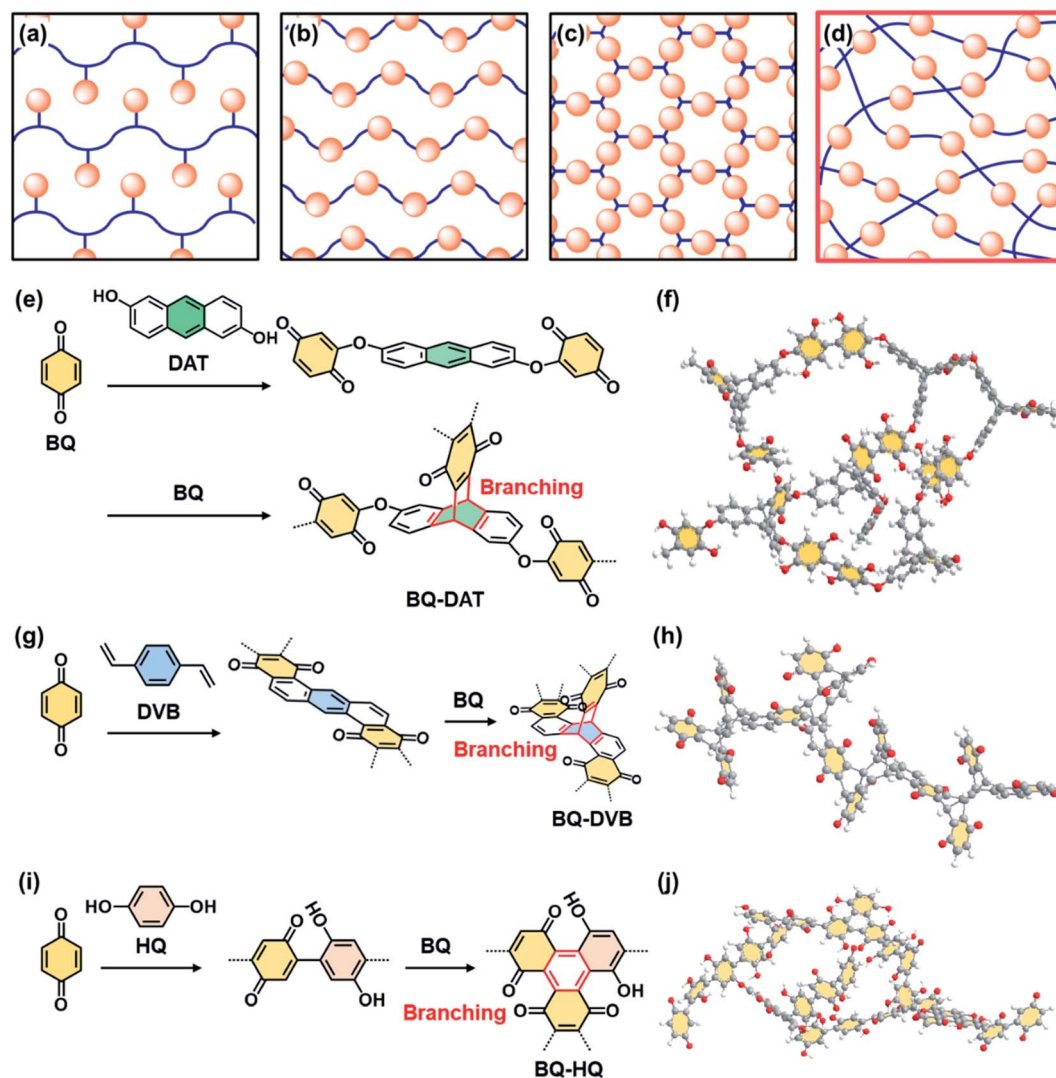 (a)
(b)
(c)
(d)
(e)
O
O
BQ
HO
OH
DAT
O
O
O
O
O
O
(f)
BQ
O
O
Branching
O
O
O
O
O
O
BQ-DAT
(g)
O
O
DVB
O
O
O
O
BQ
Branching
O
O
O
O
O
O
BQ-DVB
(h)
(i)
O
O
HO
OH
HQ
O
HO
O
OH
BQ
Branching
O
HO
O
OH
O
O
BQ-HQ
(j)